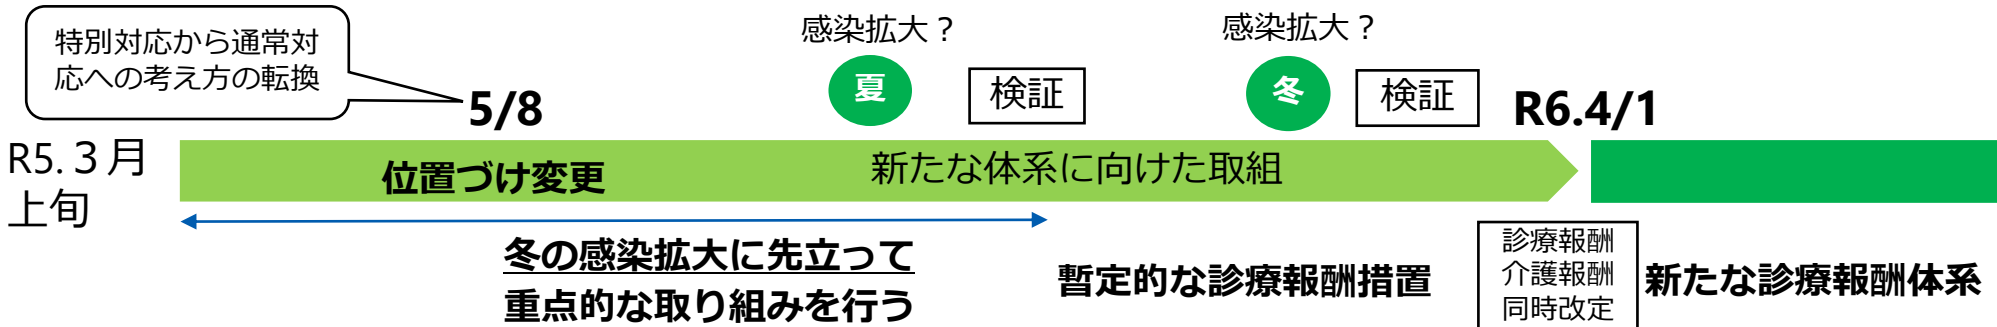 特別対応から通常対
応への考え方の転換
感染拡大？
感染拡大？
夏
検証
冬
検証
5/8
R6.4/1
R5.３月
上旬
位置づけ変更
新たな体系に向けた取組
冬の感染拡大に先立って
重点的な取り組みを行う
暫定的な診療報酬措置
診療報酬
介護報酬
同時改定
新たな診療報酬体系